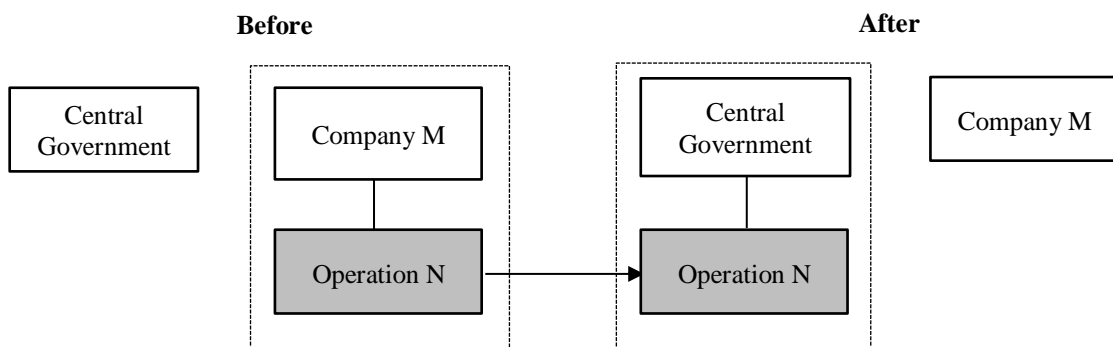 Before
After
Central
Government
Company M
Central
Government
Company M
Operation N
Operation N